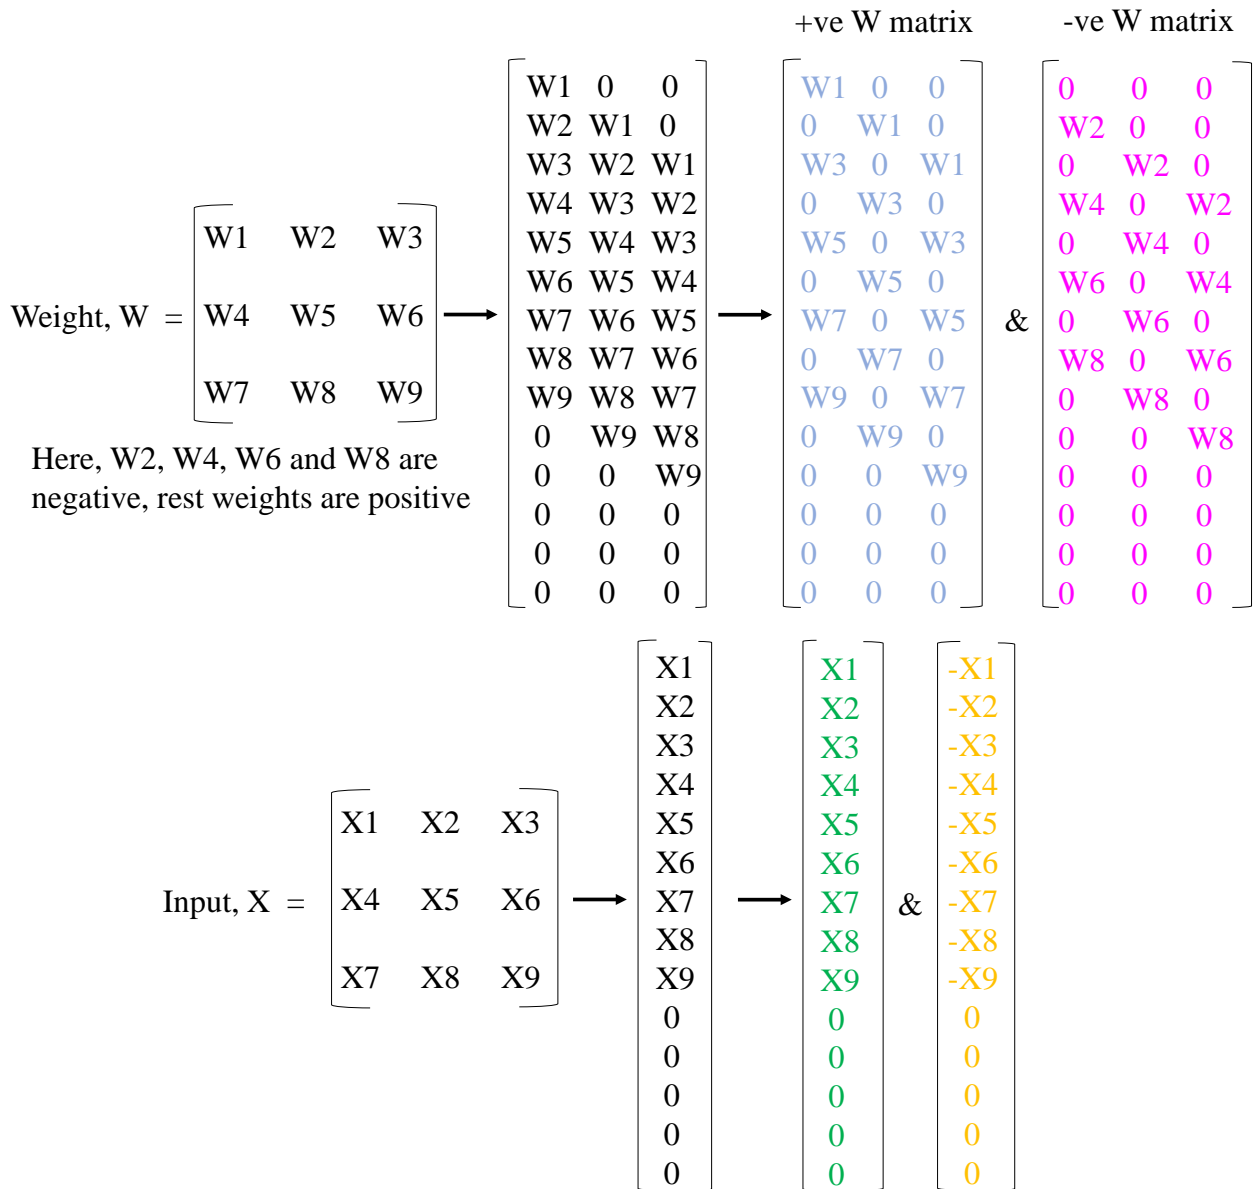 +ve W matrix -ve W matrix
W1 0 0 W1 0 0 0 0 0
W2 W1 0 0 W1 0 W2 0 0
W3 W2 W1 W3 0 W1 0 W2 0
W4 W3 W2 0 W3 0 W4 0 W2
W1 W2 W3 W5 W4 W3 W5 0 W3 0 W4 0
W6 W5 W4 0 W5 0 W6 0 W4
Weight, W = W4 W5 W6 W7 W6 W5 W7 0 W5 & 0 W6 0
W8 W7 W6 0 W7 0 W8 0 W6
W7 W8 W9 W9 W8 W7 W9 0 W7 0 W8 0
0 W9 W8 0 W9 0 0 0 W8
Here, W2, W4, W6 and W8 are
0 0 W9 0 0 W9 0 0 0
negative, rest weights are positive
0 0 0 0 0 0 0 0 0
0 0 0 0 0 0 0 0 0
0 0 0 0 0 0 0 0 0
X1 X1 -X1
X2 X2 -X2
X3 X3 -X3
X4 X4 -X4
X1 X2 X3 X5 X5 -X5
X6 X6 -X6
Input, X = X4 X5 X6 X7 X7 & -X7
X8 X8 -X8
X7 X8 X9 X9 X9 -X9
0 0 0
0 0 0
0 0 0
0 0 0
0 0 0